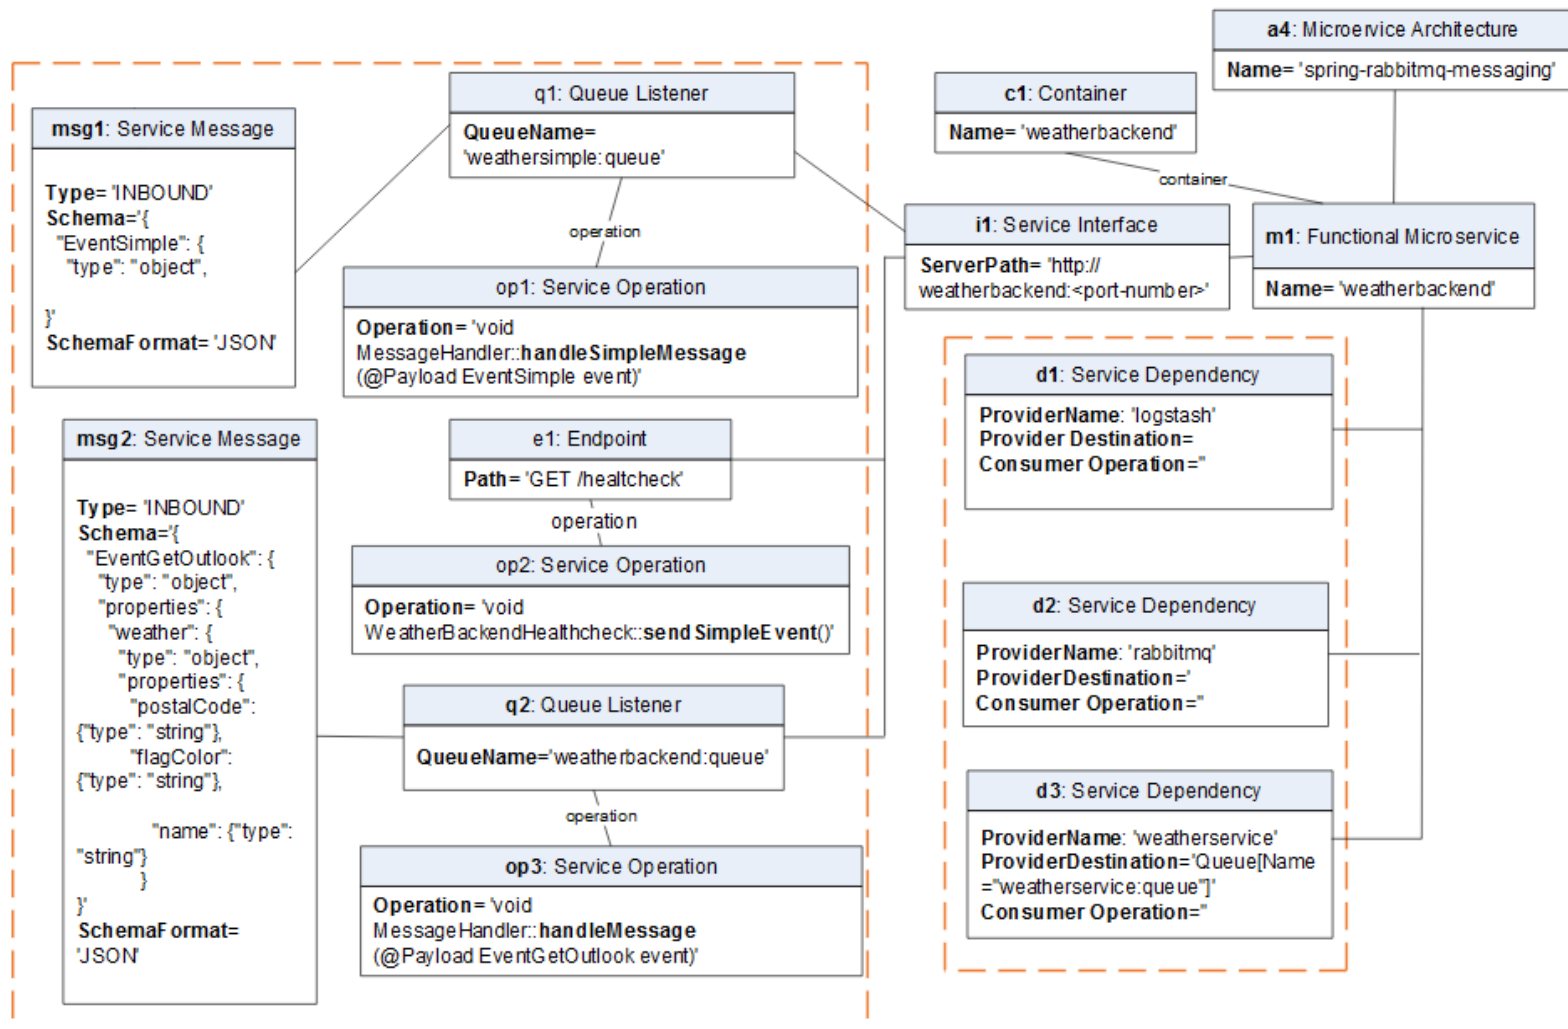 a4: Microervice Architecture
Name= 'spring-rabbitmq-messaging'
q1: Queue Listener
QueueName=
'weathersimple:queue'
c1: Container
Name= 'weatherbackend'
msg1: Service Message
Type= 'INBOUND'
Schema='{
"EventSimple": {
"type": "object",
}'
SchemaFormat= 'JSON'
container
operation
i1: Service Interface
ServerPath= 'http://
weatherbackend:<port-number>'
m1: Functional Microservice
Name= 'weatherbackend'
op1: Service Operation
Operation= 'void
MessageHandler::handleSimpleMessage
(@Payload EventSimple event)'
d1: Service Dependency
ProviderName: 'logstash'
Provider Destination=
Consumer Operation=''
msg2: Service Message
Type= 'INBOUND'
Schema='{
"EventGetOutlook": {
"type": "object",
"properties": {
"weather": {
"type": "object",
"properties": {
"postalCode":
{"type": "string"},
"flagColor":
{"type": "string"},
"name": {"type":
"string"}
}
}'
SchemaFormat=
'JSON'
e1: Endpoint
Path= 'GET /healtcheck'
operation
op2: Service Operation
Operation= 'void
WeatherBackendHealthcheck::sendSimpleEvent()'
d2: Service Dependency
ProviderName: 'rabbitmq'
ProviderDestination='
Consumer Operation=''
q2: Queue Listener
QueueName='weatherbackend:queue'
operation
op3: Service Operation
Operation= 'void
MessageHandler::handleMessage
(@Payload EventGetOutlook event)'
d3: Service Dependency
ProviderName: 'weatherservice'
ProviderDestination='Queue[Name
="weatherservice:queue"]'
Consumer Operation=''